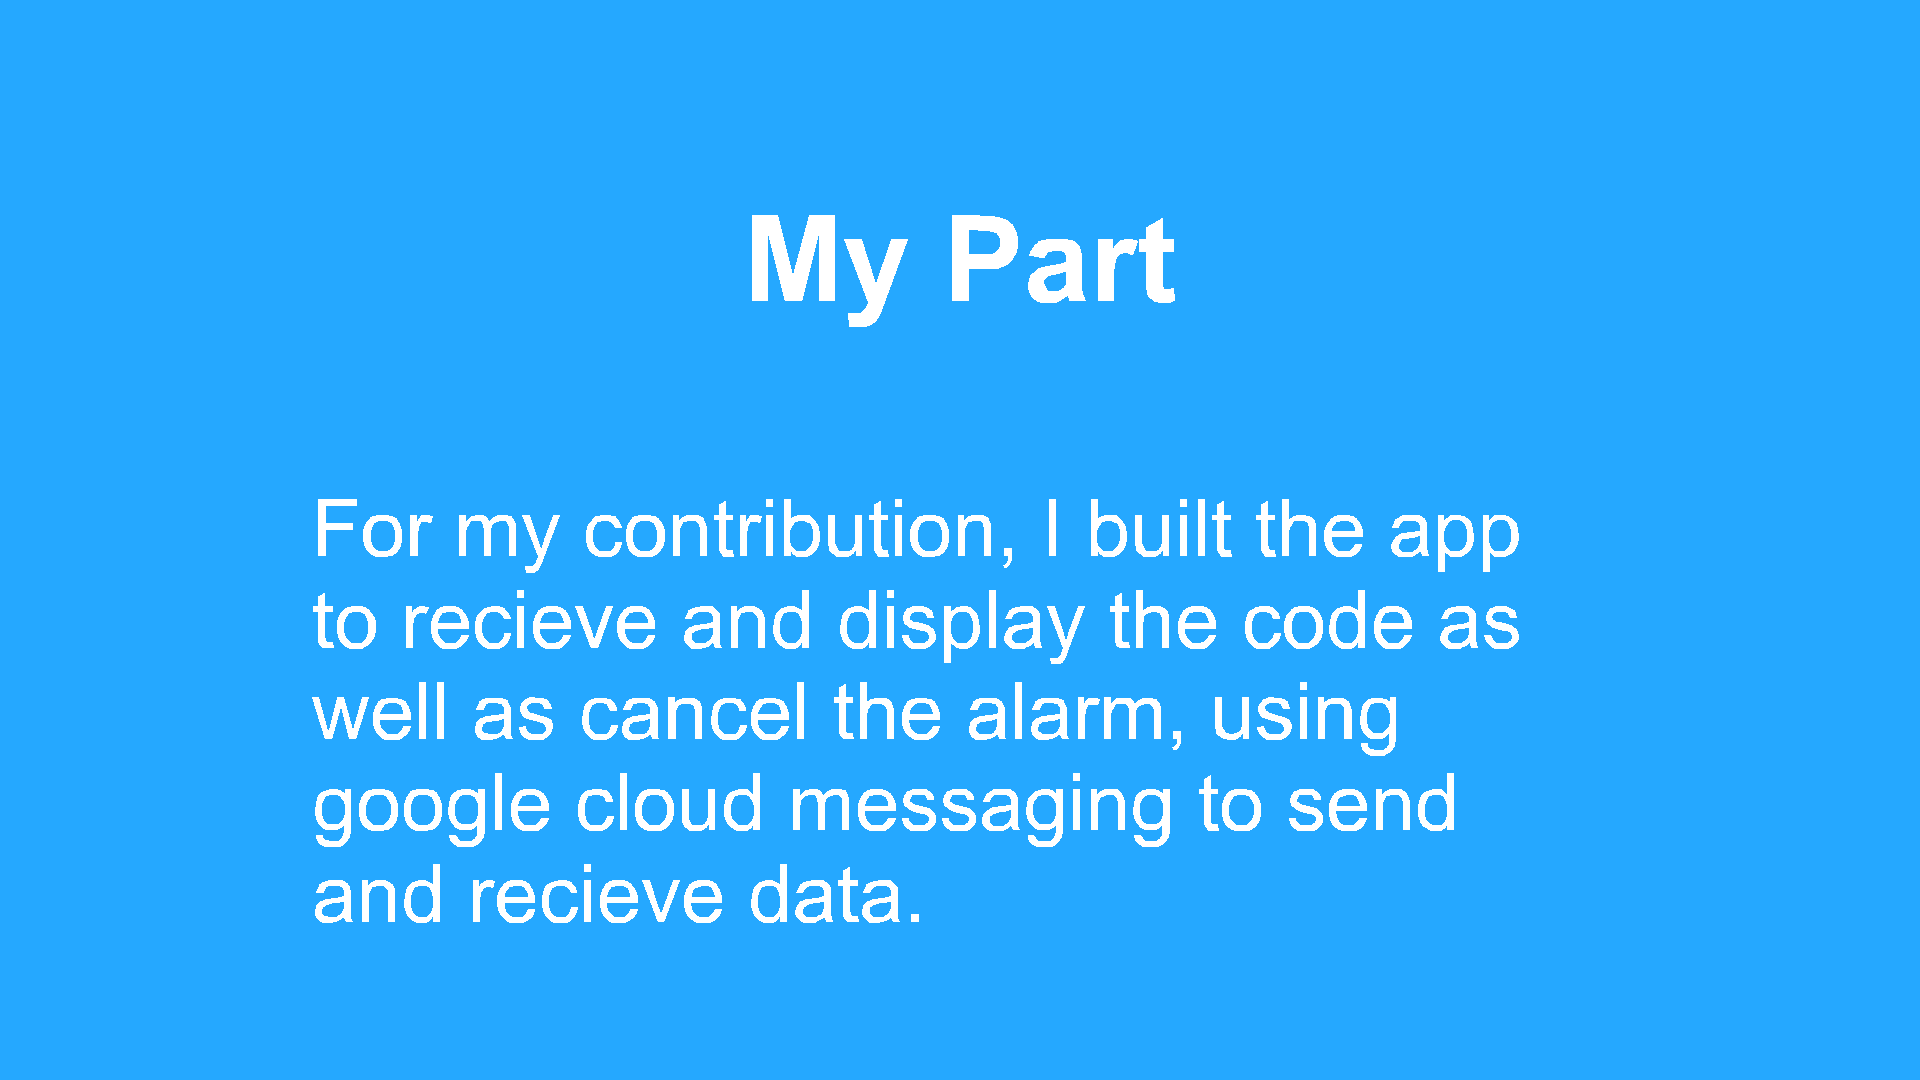 My Part
For my contribution, I built the app
to recieve and display the code as
well as cancel the alarm, using
google cloud messaging to send
and recieve data.